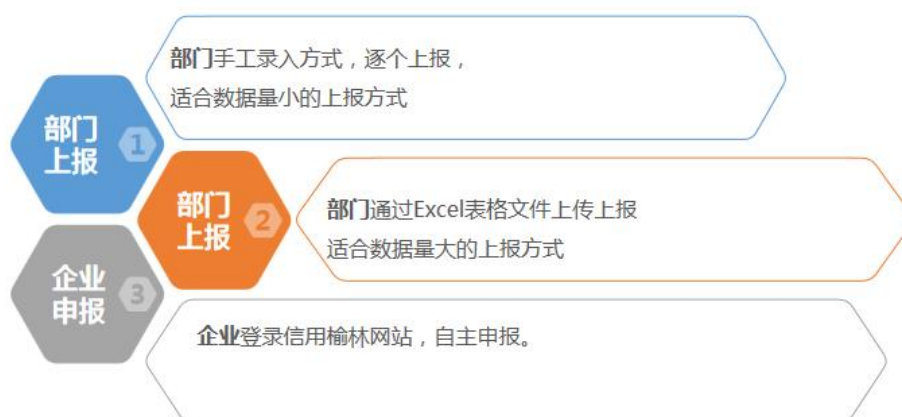 部门手工录入方式，逐个上报，
适合数据量小的上报方式
部门
上报
1
部门
上报
2
部门通过Excel表格文件上传上报
适合数据量大的上报方式
企业
申报
3
企业登录信用榆林网站，自主申报。